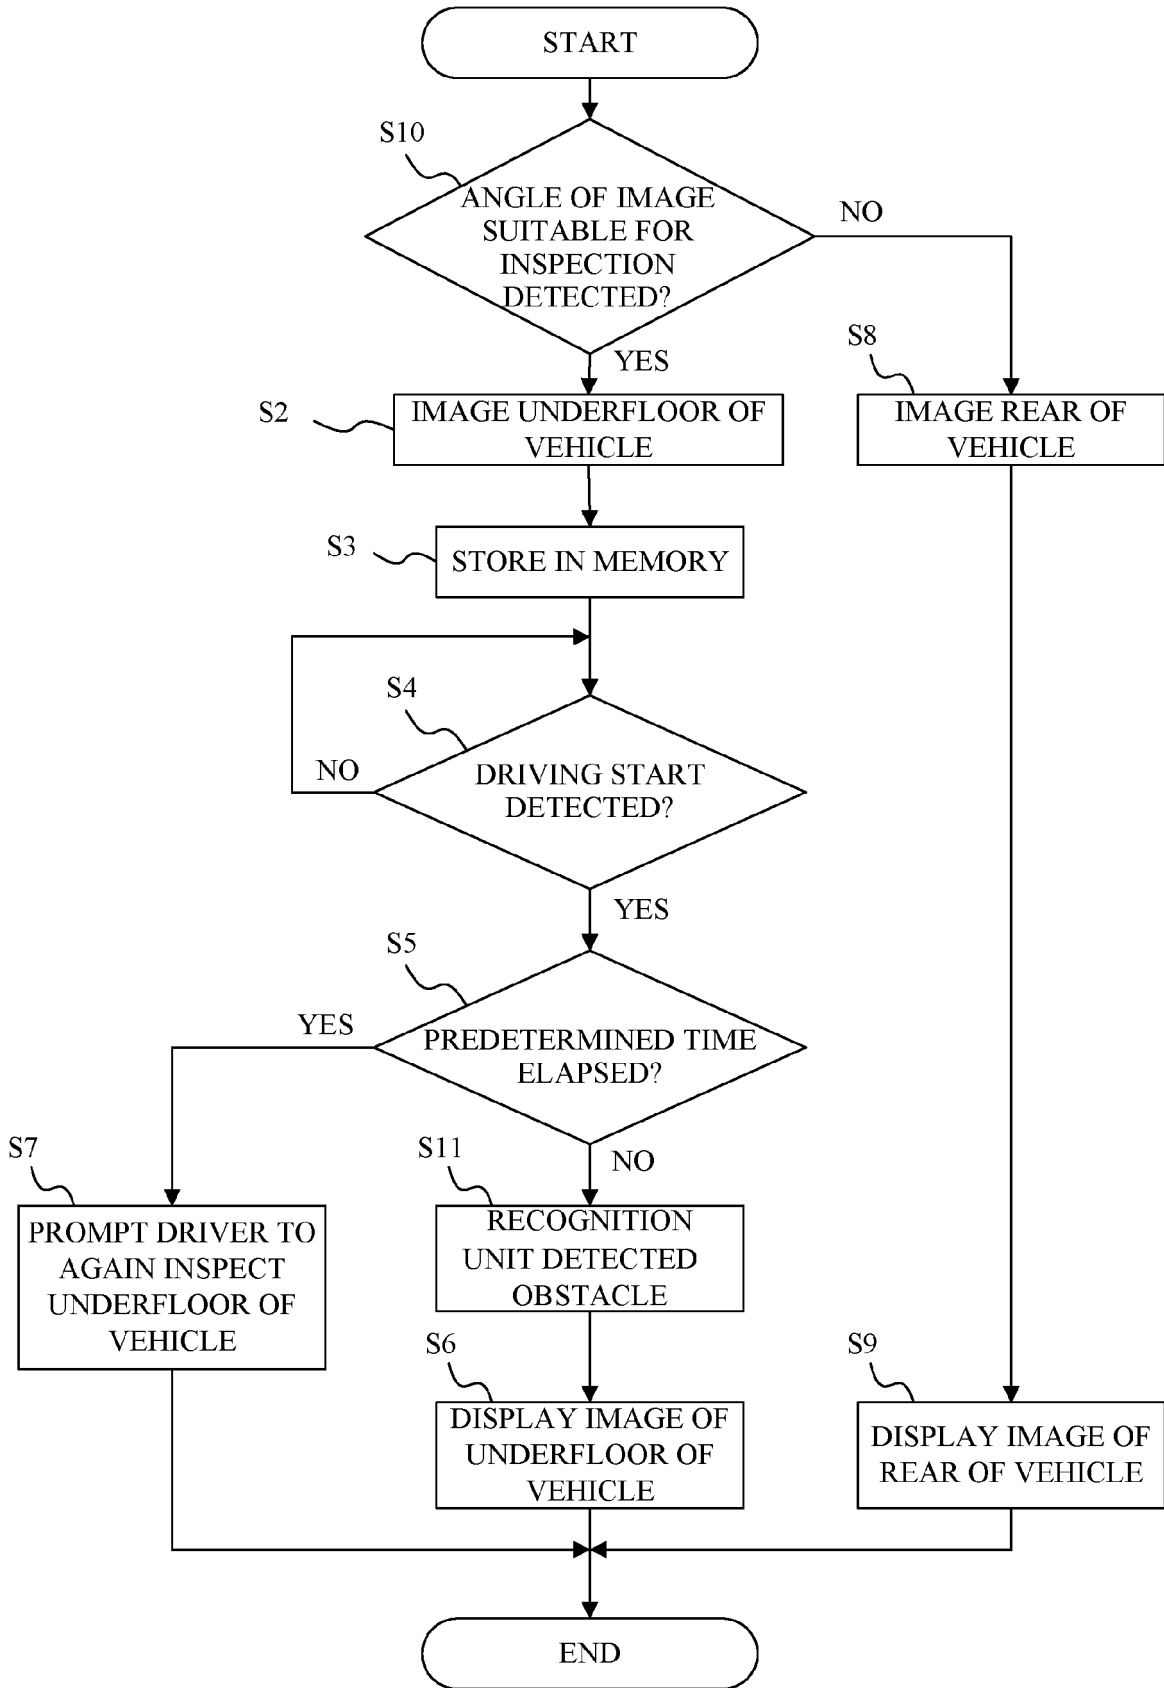 START
S10
ANGLE OF IMAGE
SUITABLE FOR
INSPECTION
DETECTED?
NO
YES
S8
S2
IMAGE UNDERFLOOR OF
VEHICLE
IMAGE REAR OF
VEHICLE
S3
STORE IN MEMORY
S4
NO
DRIVING START
DETECTED?
YES
S5
YES
PREDETERMINED TIME
ELAPSED?
NO
S7
S11
PROMPT DRIVER TO
AGAIN INSPECT
UNDERFLOOR OF
VEHICLE
RECOGNITION
UNIT DETECTED
OBSTACLE
S6
S9
DISPLAY IMAGE OF
UNDERFLOOR OF
VEHICLE
DISPLAY IMAGE OF
REAR OF VEHICLE
END